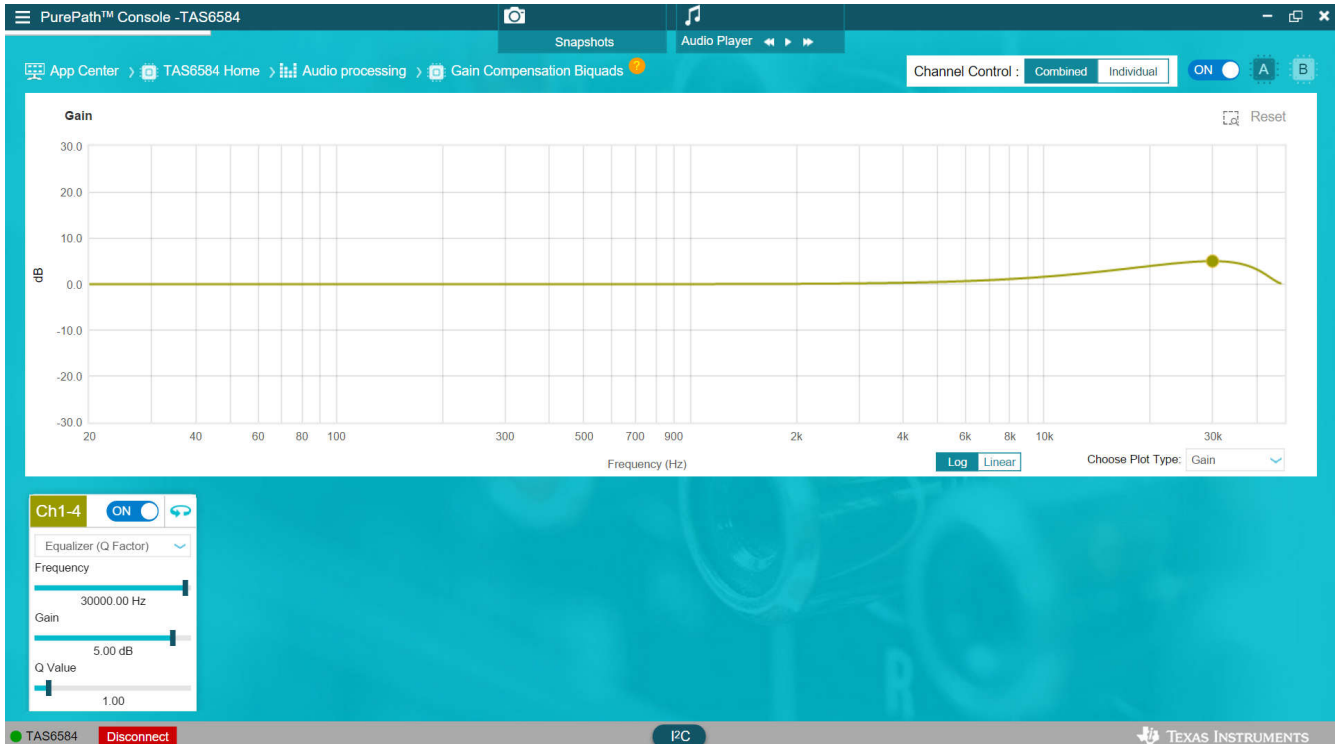 PurePath™ Console -TAS6584
Snapshots
Audio Player
App Center
TAS6584 Home
Audio processing
Gain Compensation Biquads
?
Channel Control :
Combined
Individual
ON
A
B
Gain
Reset
30.0
20.0
10.0
0.0
-10.0
-20.0
-30.0
dB
20
40
60
80
100
300
500
700
900
2k
4k
6k
8k
10k
30k
Frequency (Hz)
Log
Linear
Choose Plot Type:
Gain
Ch1-4
ON
Equalizer (Q Factor)
Frequency
30000.00 Hz
Gain
5.00 dB
Q Value
1.00
R
TAS6584
Disconnect
I²C
TEXAS INSTRUMENTS